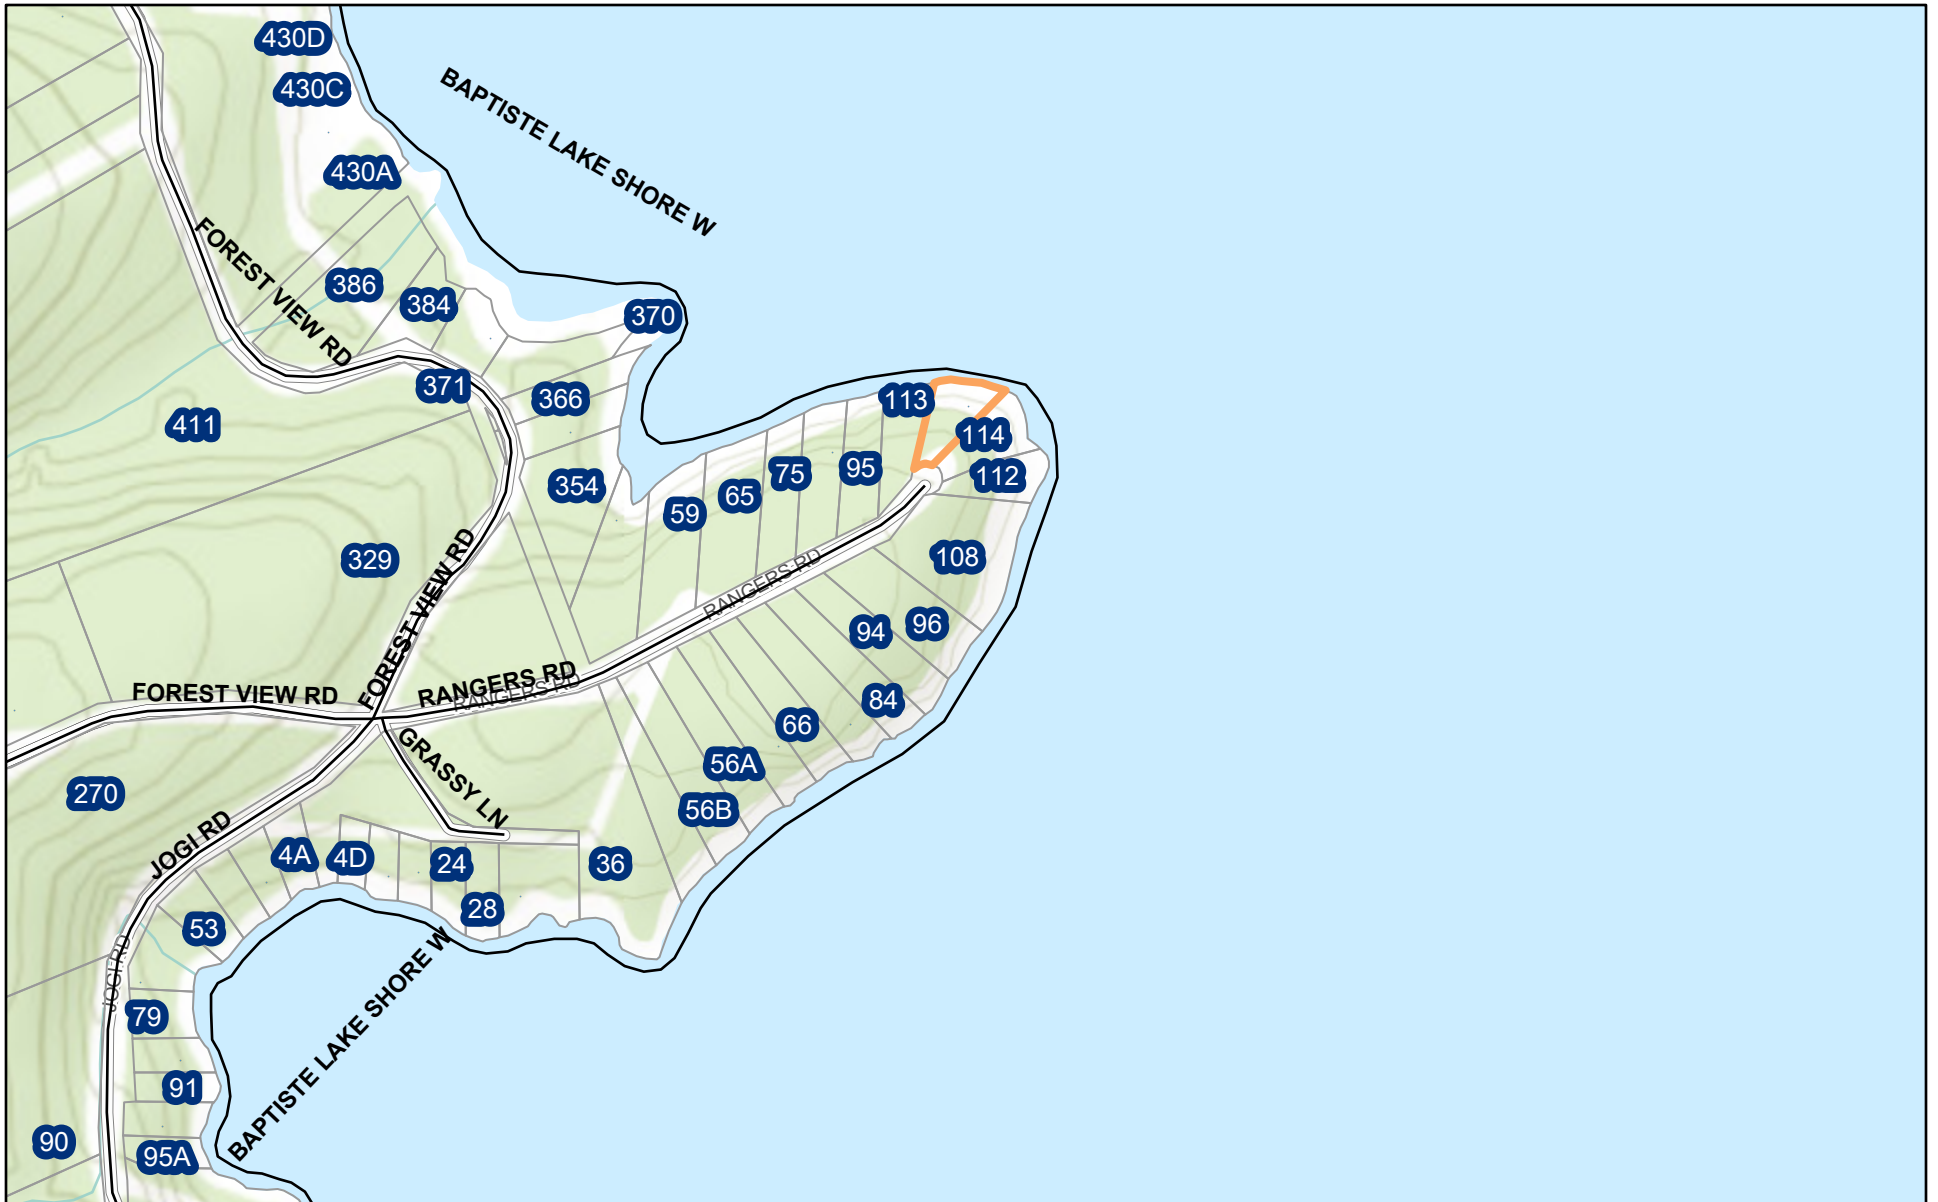 430D
430C
BAPTISTE LAKE SHORE W
430A
FOREST VIEW RD
386
384
370
371
366
113
411
114
354
95
75
112
65
59
329
FOREST VIEW RD
108
RANGERS RD
94
96
FOREST VIEW RD
RANGERS RD
RANGERS RD
84
66
GRASSY LN
56A
270
56B
JOGI RD
4A
4D
24
36
28
53
BAPTISTE LAKE SHORE W
JOGI RD
79
91
90
95A